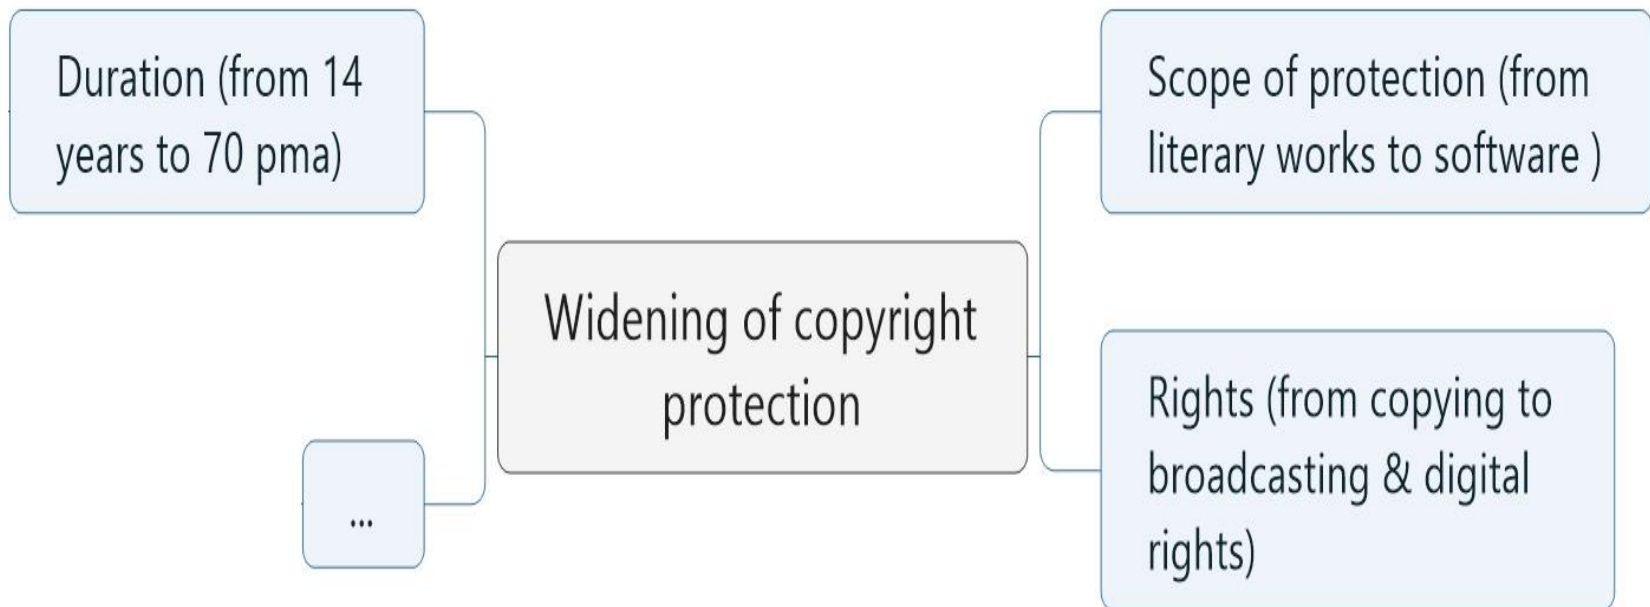 Duration (from 14
years to 70 pma)
Scope of protection (from
literary works to software )
Widening of copyright
protection
Rights (from copying to
broadcasting & digital
rights)
...